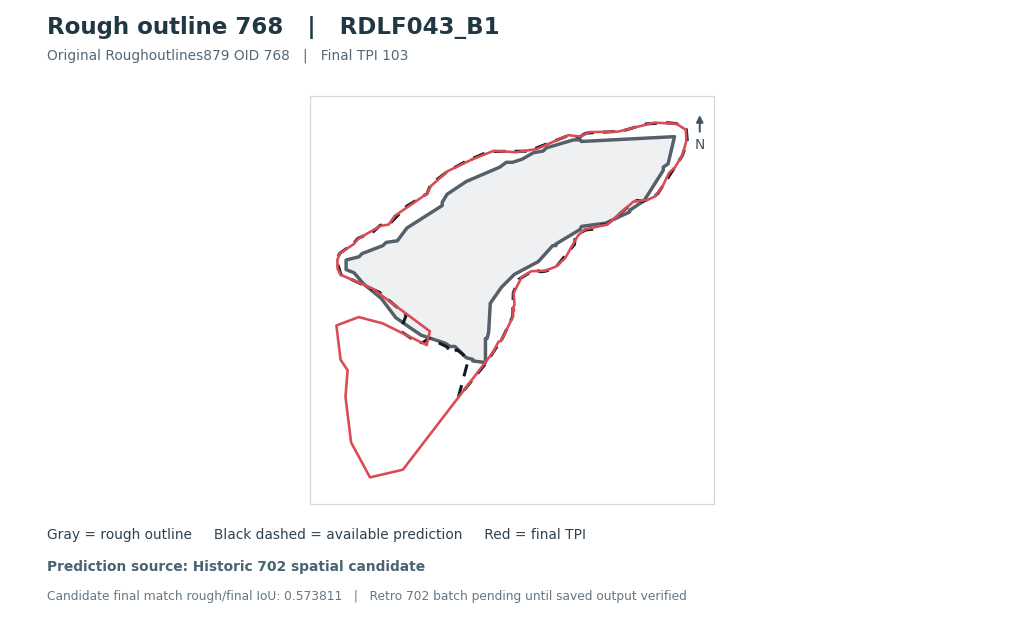 Rough outline 768   |   RDLF043_B1
Original Roughoutlines879 OID 768   |   Final TPI 103
N
Gray = rough outline     Black dashed = available prediction     Red = final TPI
Prediction source: Historic 702 spatial candidate
Candidate final match rough/final IoU: 0.573811   |   Retro 702 batch pending until saved output verified